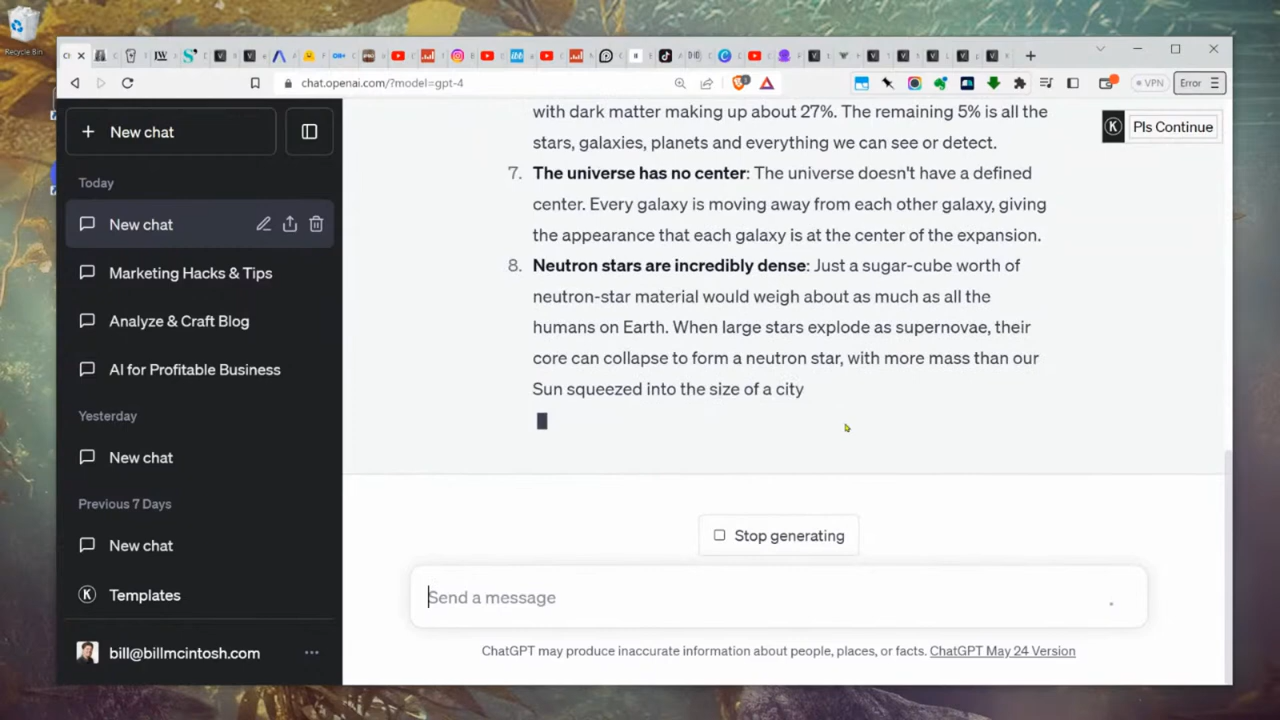 Recycle Bin
chat.openai.com/?model=gpt-4
VPN
Error
New chat
Today
New chat
Marketing Hacks & Tips
Analyze & Craft Blog
AI for Profitable Business
Yesterday
New chat
Previous 7 Days
New chat
Templates
bill@billmcintosh.com
Pls Continue
with dark matter making up about 27%. The remaining 5% is all the
stars, galaxies, planets and everything we can see or detect.
7. The universe has no center: The universe doesn't have a defined
center. Every galaxy is moving away from each other galaxy, giving
the appearance that each galaxy is at the center of the expansion.
8. Neutron stars are incredibly dense: Just a sugar-cube worth of
neutron-star material would weigh about as much as all the
humans on Earth. When large stars explode as supernovae, their
core can collapse to form a neutron star, with more mass than our
Sun squeezed into the size of a city
Stop generating
Send a message
ChatGPT may produce inaccurate information about people, places, or facts. ChatGPT May 24 Version